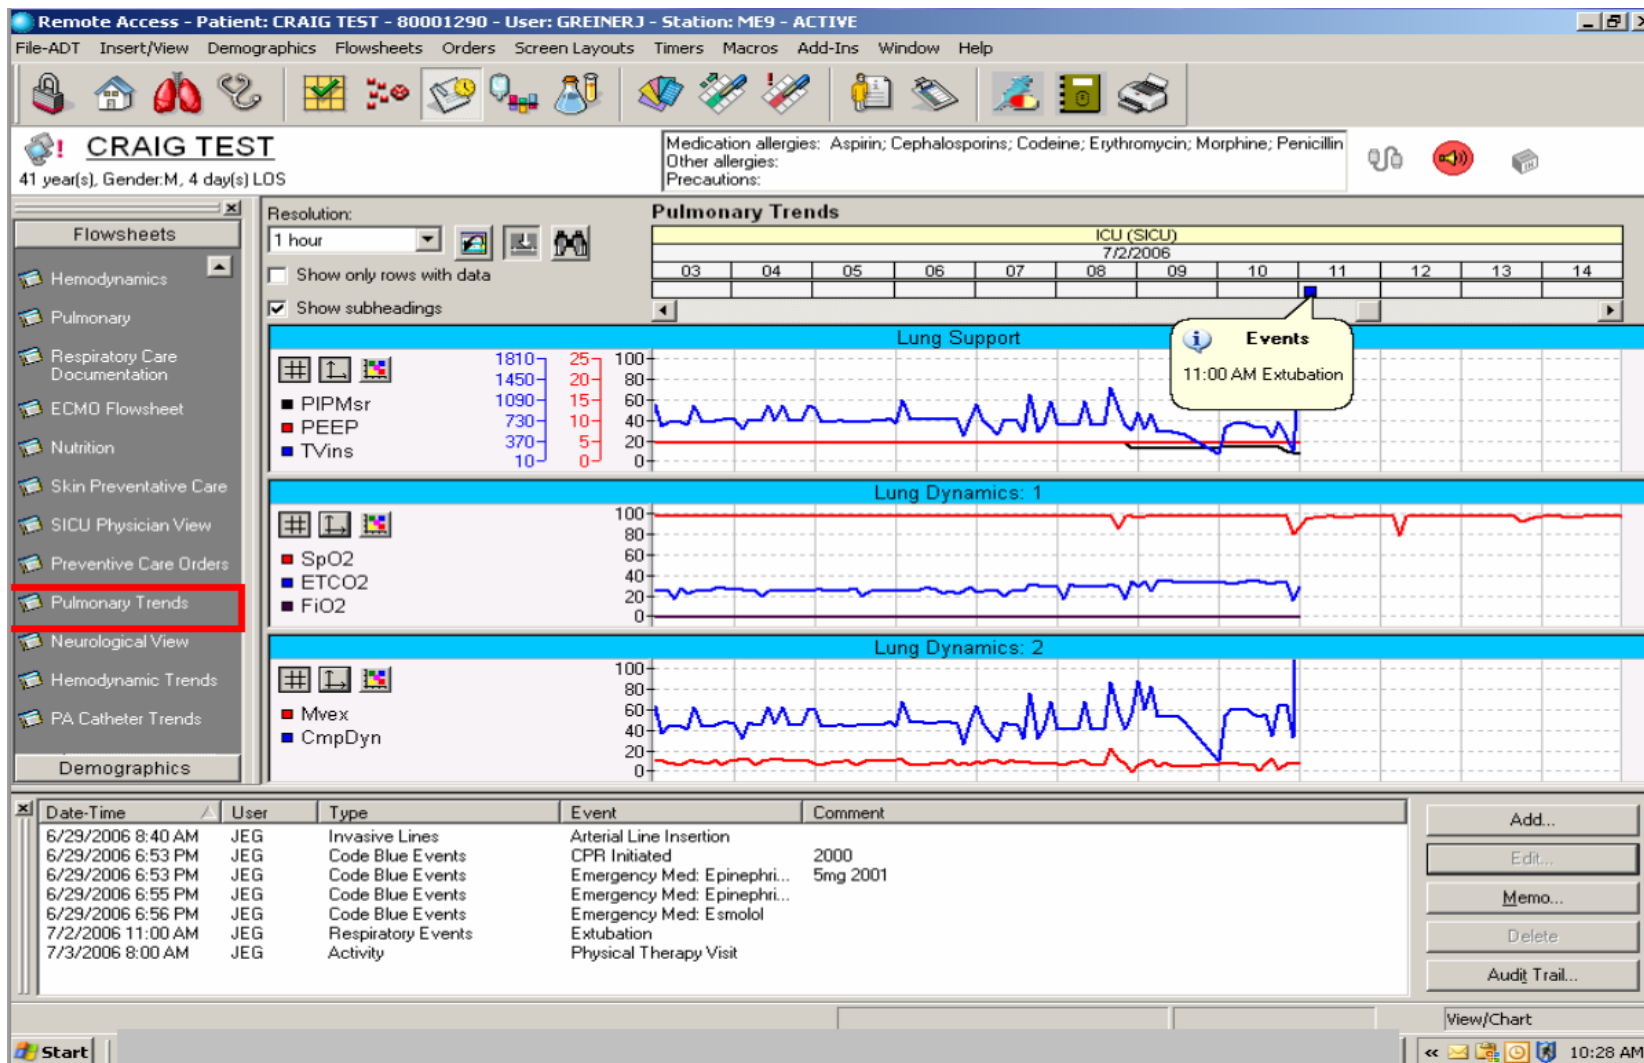 Remote Access - Patient: CRAIG TEST - 80001290 - User: GREINERJ - Station: ME9 - ACTIVE
File-ADT Insert/View Demographics Flowsheets Orders Screen Layouts Timers Macros Add-Ins Window Help
CRAIG TEST
41 year(s), Gender:M, 4 day(s) LOS
Medication allergies: Aspirin; Cephalosporins; Codeine; Erythromycin; Morphine; Penicillin
Other allergies:
Precautions:
Flowsheets
Hemodynamics
Pulmonary
Respiratory Care
Documentation
ECMO Flowsheet
Nutrition
Skin Preventative Care
SICU Physician View
Preventive Care Orders
Pulmonary Trends
Neurological View
Hemodynamic Trends
PA Catheter Trends
Demographics
Resolution:
1 hour
Show only rows with data
Show subheadings
Pulmonary Trends
ICU (SICU)
7/2/2006
03 04 05 06 07 08 09 10 11 12 13 14
Events
11:00 AM Extubation
Lung Support
1810 25 100
1450 20 80
1090 15 60
730 10 40
370 5 20
10 0 0
PIPMsr
PEEP
TVins
Lung Dynamics: 1
100
80
60
40
20
0
SpO2
ETCO2
FiO2
Lung Dynamics: 2
100
80
60
40
20
0
Mvex
CmpDyn
Date-Time User Type Event Comment
6/29/2006 8:40 AM JEG Invasive Lines Arterial Line Insertion
6/29/2006 6:53 PM JEG Code Blue Events CPR Initiated 2000
6/29/2006 6:53 PM JEG Code Blue Events Emergency Med: Epinephri... 5mg 2001
6/29/2006 6:55 PM JEG Code Blue Events Emergency Med: Epinephri...
6/29/2006 6:56 PM JEG Code Blue Events Emergency Med: Esmolol
7/2/2006 11:00 AM JEG Respiratory Events Extubation
7/3/2006 8:00 AM JEG Activity Physical Therapy Visit
Add...
Edit...
Memo...
Delete
Audit Trail...
View/Chart
Start
« 10:28 AM